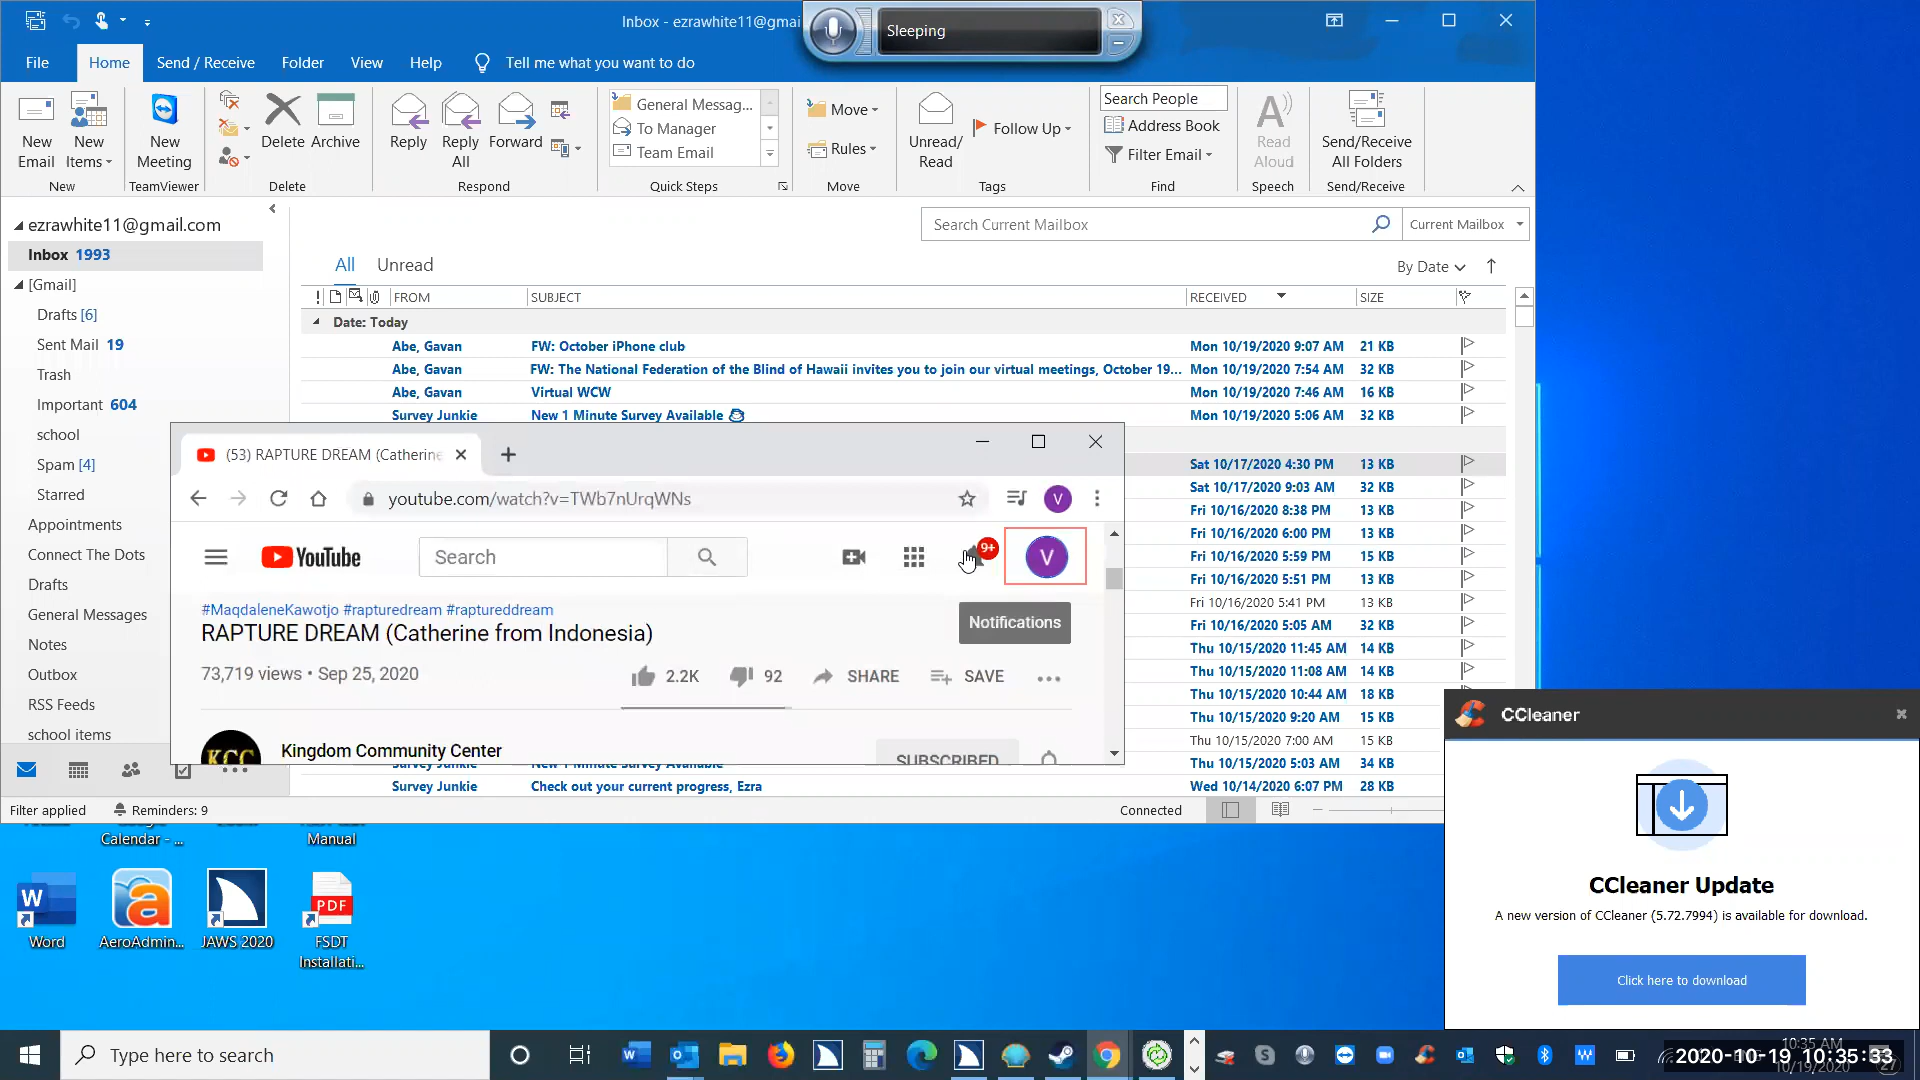 Inbox - ezrawhite11@gmai
Sleeping
File Home Send / Receive Folder View Help Tell me what you want to do
New Email
New Items
New Meeting
Delete
Archive
Reply
Reply All
Forward
General Messag...
To Manager
Team Email
Move
Rules
Unread/ Read
Follow Up
Search People
Address Book
Filter Email
Read Aloud
Send/Receive All Folders
New TeamViewer Delete Respond Quick Steps Move Tags Find Speech Send/Receive
ezrawhite11@gmail.com
Inbox 1993
[Gmail]
Drafts [6]
Sent Mail 19
Trash
Important 604
school
Spam [4]
Starred
Appointments
Connect The Dots
Drafts
General Messages
Notes
Outbox
RSS Feeds
school items
Search Current Mailbox
Current Mailbox
All Unread
By Date
FROM SUBJECT RECEIVED SIZE
Date: Today
Abe, Gavan FW: October iPhone club Mon 10/19/2020 9:07 AM 21 KB
Abe, Gavan FW: The National Federation of the Blind of Hawaii invites you to join our virtual meetings, October 19... Mon 10/19/2020 7:54 AM 32 KB
Abe, Gavan Virtual WCW Mon 10/19/2020 7:46 AM 16 KB
Survey Junkie New 1 Minute Survey Available Mon 10/19/2020 5:06 AM 32 KB
Sat 10/17/2020 4:30 PM 13 KB
Sat 10/17/2020 9:03 AM 32 KB
Fri 10/16/2020 8:38 PM 13 KB
Fri 10/16/2020 6:00 PM 13 KB
Fri 10/16/2020 5:59 PM 15 KB
Fri 10/16/2020 5:51 PM 13 KB
Fri 10/16/2020 5:41 PM 13 KB
Fri 10/16/2020 5:05 AM 32 KB
Thu 10/15/2020 11:45 AM 14 KB
Thu 10/15/2020 11:08 AM 14 KB
Thu 10/15/2020 10:44 AM 18 KB
Thu 10/15/2020 9:20 AM 15 KB
Thu 10/15/2020 7:00 AM 15 KB
Survey Junkie New 1 Minute Survey Available Thu 10/15/2020 5:03 AM 34 KB
Survey Junkie Check out your current progress, Ezra Wed 10/14/2020 6:07 PM 28 KB
(53) RAPTURE DREAM (Catherine
youtube.com/watch?v=TWb7nUrqWNs
V
YouTube
Search
9+
V
Notifications
#MaqdaleneKawotjo #rapturedream #raptureddream
RAPTURE DREAM (Catherine from Indonesia)
73,719 views • Sep 25, 2020
2.2K 92 SHARE SAVE
KCC
Kingdom Community Center
SUBSCRIBED
Filter applied Reminders: 9 Connected
Calendar - ...
Manual
W
Word
a
AeroAdmin...
JAWS 2020
PDF
FSDT Installati...
CCleaner
CCleaner Update
A new version of CCleaner (5.72.7994) is available for download.
Click here to download
Type here to search
10:35 AM
10/19/2020
2020-10-19 10:35:33
27